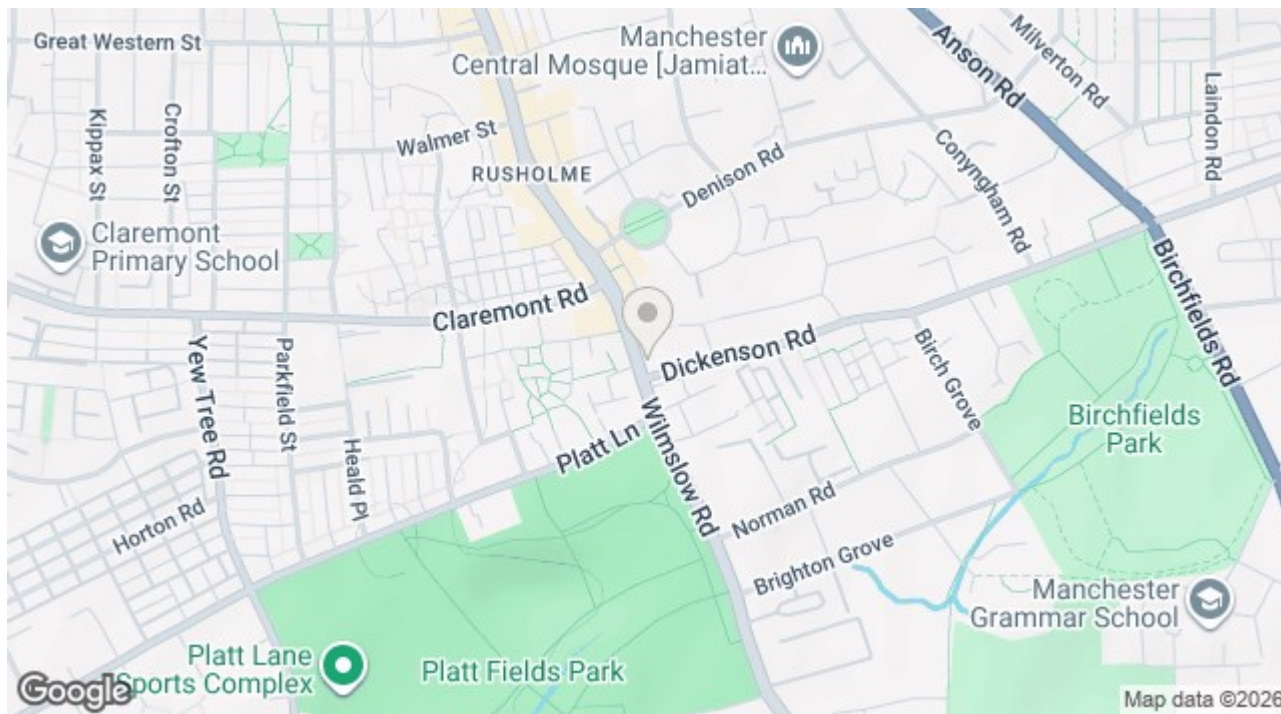 Great Western St
Manchester
Central Mosque [Jamiat...
Anson Rd
Milverton Rd
Laindon Rd
Kippax St
Crofton St
Walmer St
RUSHOLME
Denison Rd
Conyngham Rd
Claremont
Primary School
Claremont Rd
Birchfields Rd
Dickenson Rd
Yew Tree Rd
Parkfield St
Birch Grove
Heald Pl
Platt Ln
Wilmslow Rd
Birchfields
Park
Horton Rd
Norman Rd
Brighton Grove
Manchester
Grammar School
Platt Lane
Sports Complex
Platt Fields Park
Google
Map data ©2026